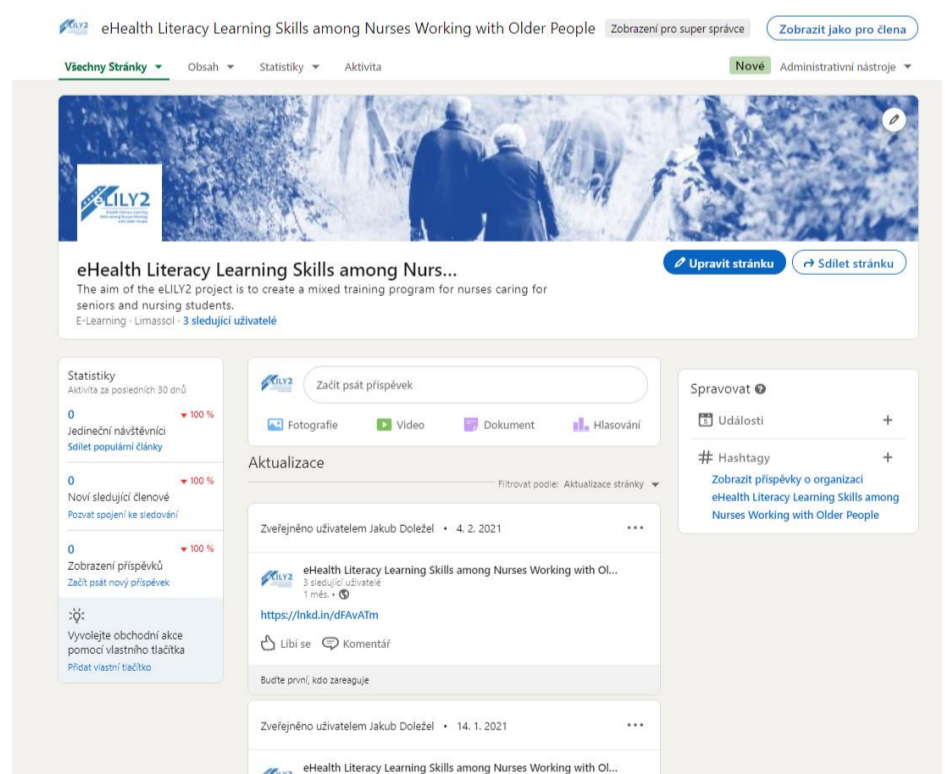 eLILY2 eHealth Literacy Learning Skills among Nurses Working with Older People Zobrazení pro super správce Zobrazit jako pro člena
Všechny Stránky Obsah Statistiky Aktivita Nové Administrativní nástroje
eLILY2
eHealth Literacy Learning Skills among Nurs...
Upravit stránku Sdílet stránku
The aim of the eLILY2 project is to create a mixed training program for nurses caring for
seniors and nursing students.
E-Learning · Limassol · 3 sledující uživatelé
Statistiky
Aktivita za posledních 30 dnů
0 100 %
Jedineční návštěvníci
Sdílet populární články
0 100 %
Noví sledující členové
Pozvat spojení ke sledování
0 100 %
Zobrazení příspěvků
Začít psát nový příspěvek
Vyvolejte obchodní akce
pomocí vlastního tlačítka
Přidat vlastní tlačítko
eLILY2 Začít psát příspěvek
Fotografie Video Dokument Hlasování
Aktualizace
Filtrovat podle: Aktualizace stránky
Zveřejněno uživatelem Jakub Doležel • 4. 2. 2021
eLILY2 eHealth Literacy Learning Skills among Nurses Working with Ol...
3 sledující uživatelé
1 měs. •
https://lnkd.in/dFAvATm
Líbí se Komentář
Buďte první, kdo zareaguje
Zveřejněno uživatelem Jakub Doležel • 14. 1. 2021
eHealth Literacy Learning Skills among Nurses Working with Ol...
Spravovat
Události +
# Hashtagy +
Zobrazit příspěvky o organizaci
eHealth Literacy Learning Skills among
Nurses Working with Older People